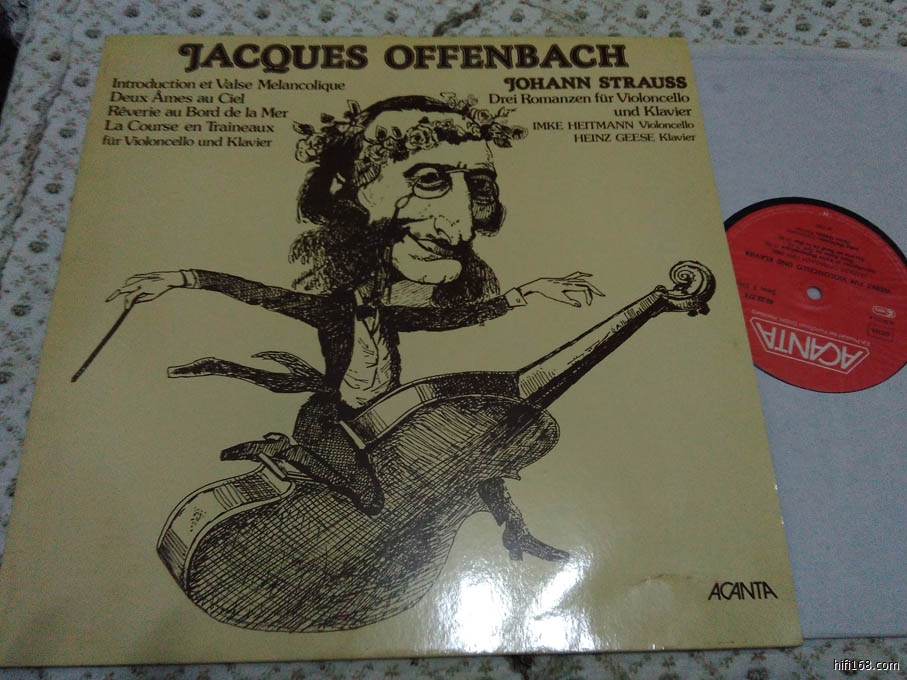 JACQUES OFFENBACH
Introduction et Valse Melancolique
Deux Âmes au Ciel
Rêverie au Bord de la Mer
La Course en Traineaux
für Violoncello und Klavier
JOHANN STRAUSS
Drei Romanzen für Violoncello
und Klavier
IMKE HEITMANN Violoncello
HEINZ GEESE Klavier
ACANTA
ACANTA
hifi168.com